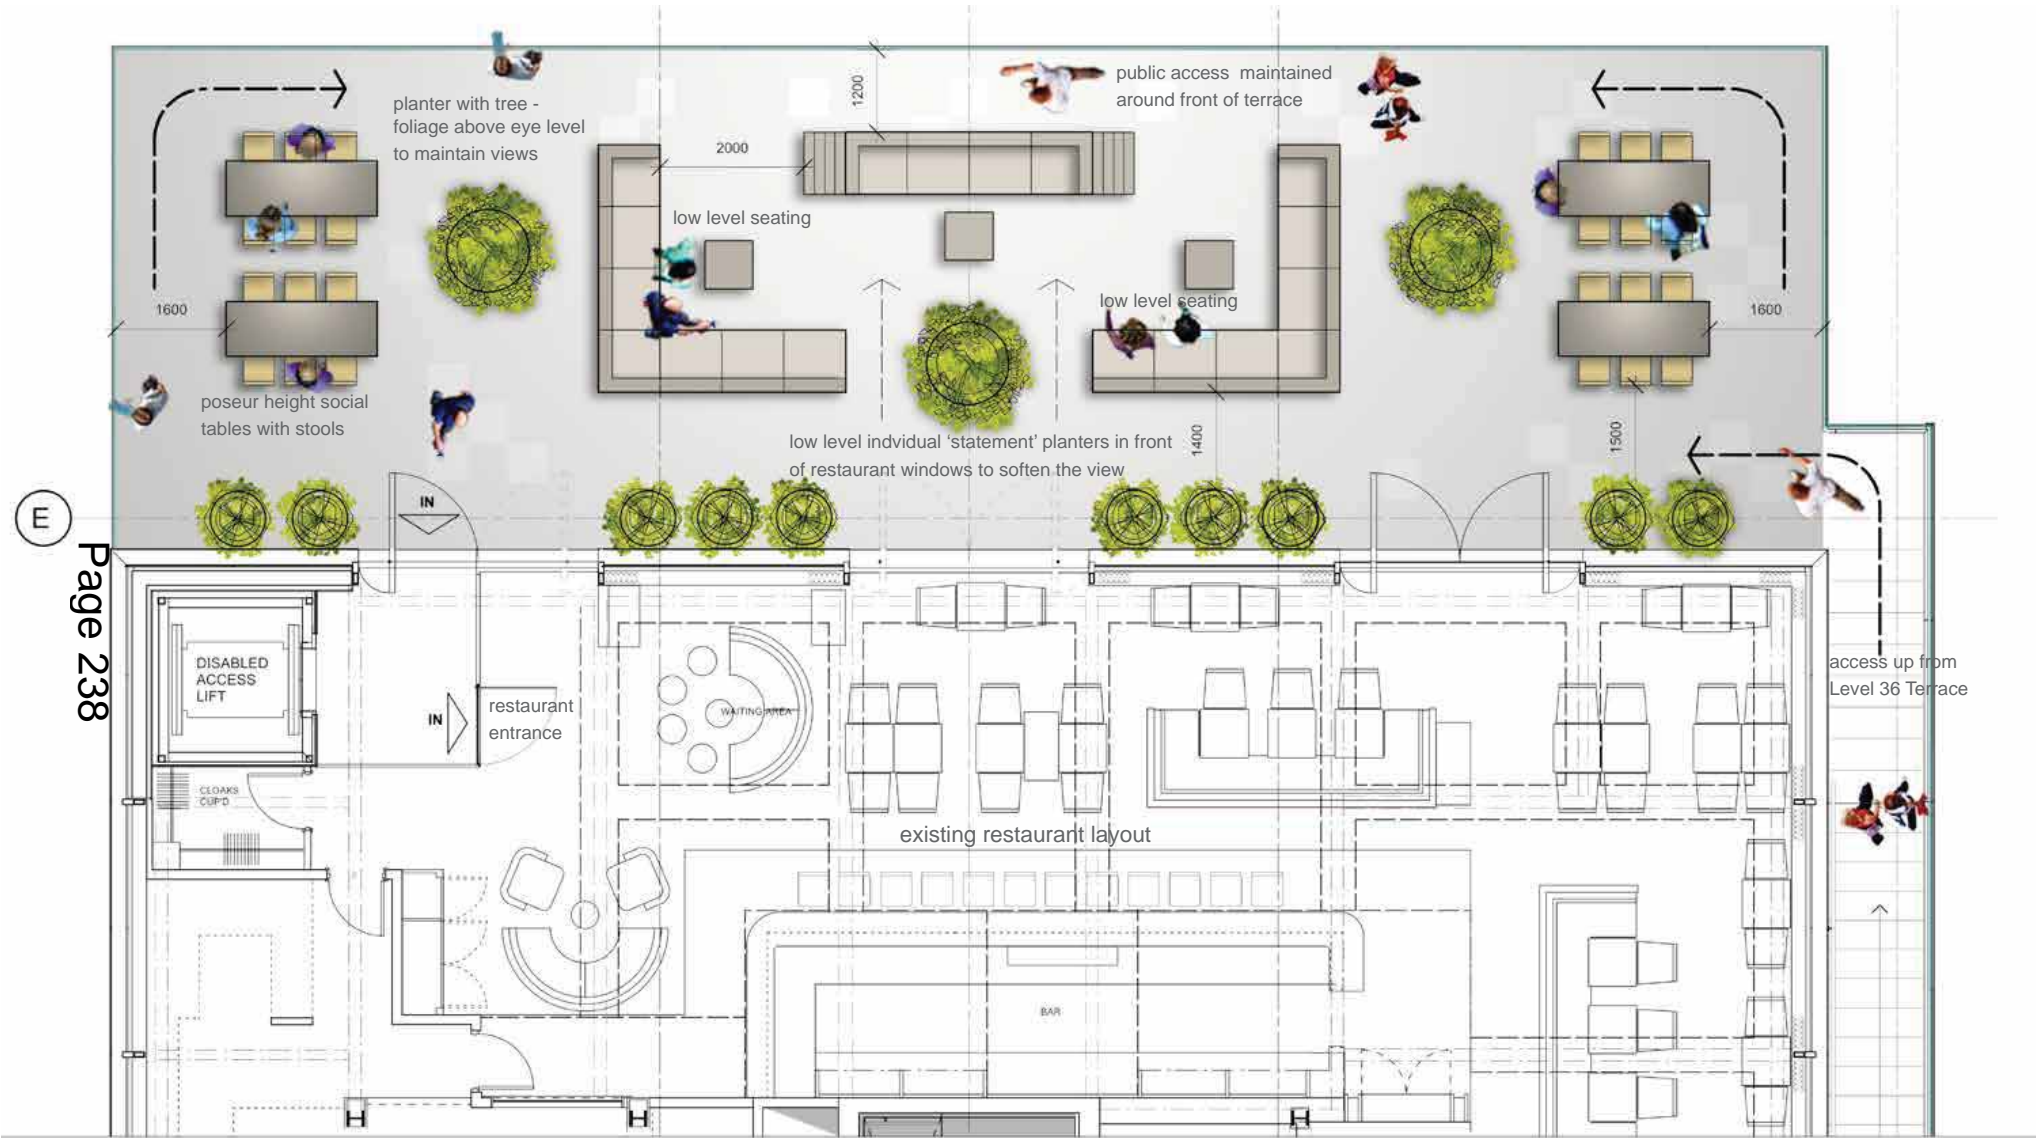 public access  maintained
around front of terrace
planter with tree -
foliage above eye level
to maintain views
1200
2000
low level seating
low level seating
1600
1600
poseur height social
tables with stools
low level indvidual ‘statement’ planters in front
of restaurant windows to soften the view
1400
1500
E
IN
Page 238
DISABLED
ACCESS
LIFT
IN
restaurant
entrance
WAITING AREA
access up from
Level 36 Terrace
CLOAKS
CUP'D
existing restaurant layout
BAR